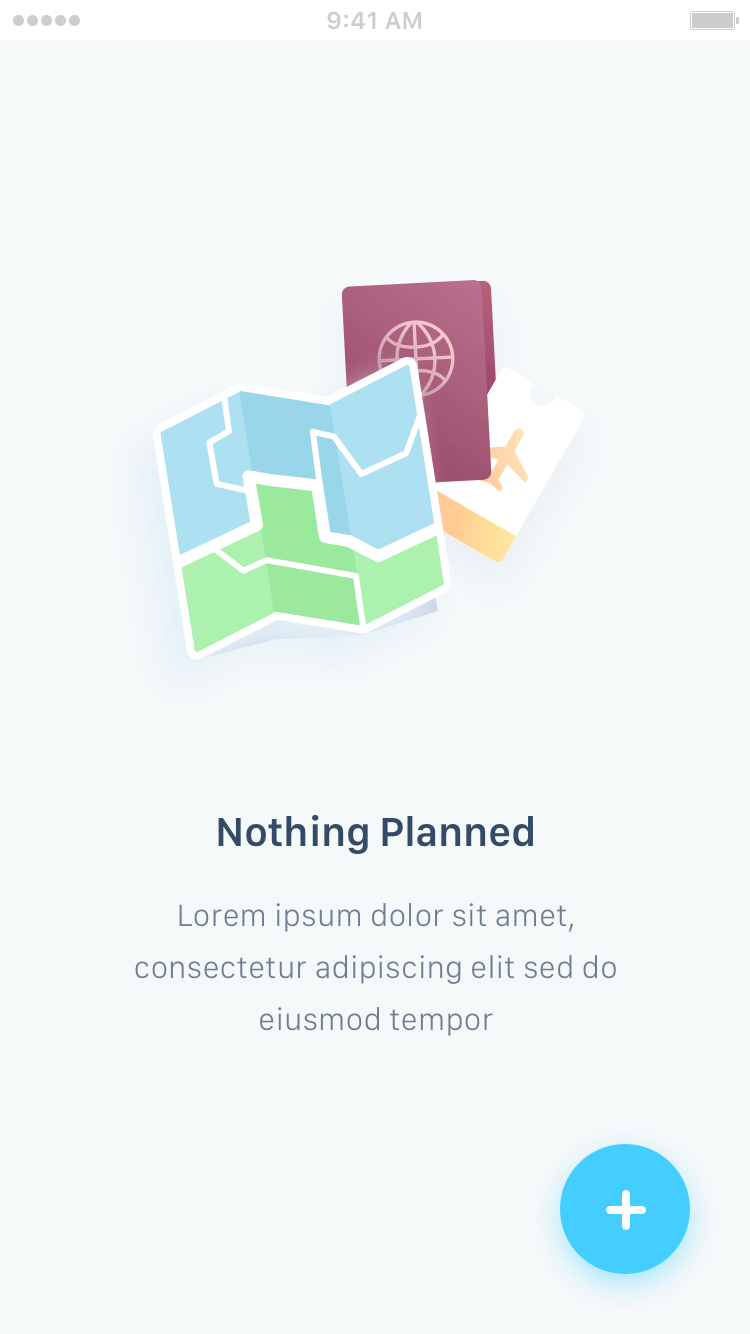 9:41 AM
Nothing Planned
Lorem ipsum dolor sit amet,
consectetur adipiscing elit sed do
eiusmod tempor